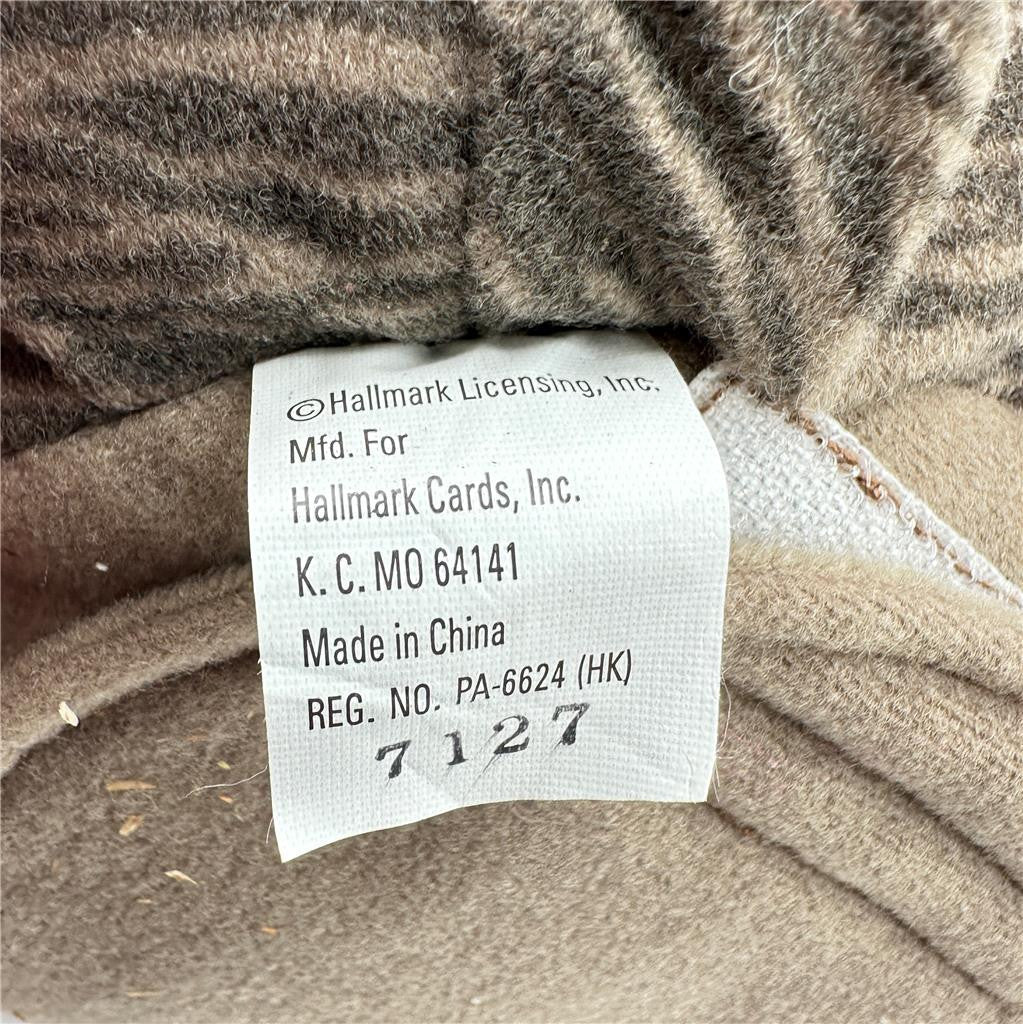 ©Hallmark Licensing, Inc.
Mfd. For
Hallmark Cards, Inc.
K. C. MO 64141
Made in China
REG. NO. PA-6624 (HK)
7127